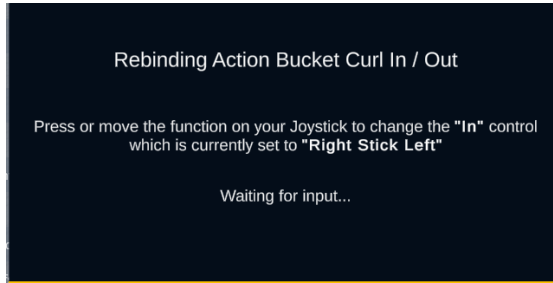 Rebinding Action Bucket Curl In / Out
Press or move the function on your Joystick to change the "In" control
which is currently set to "Right Stick Left"
Waiting for input...